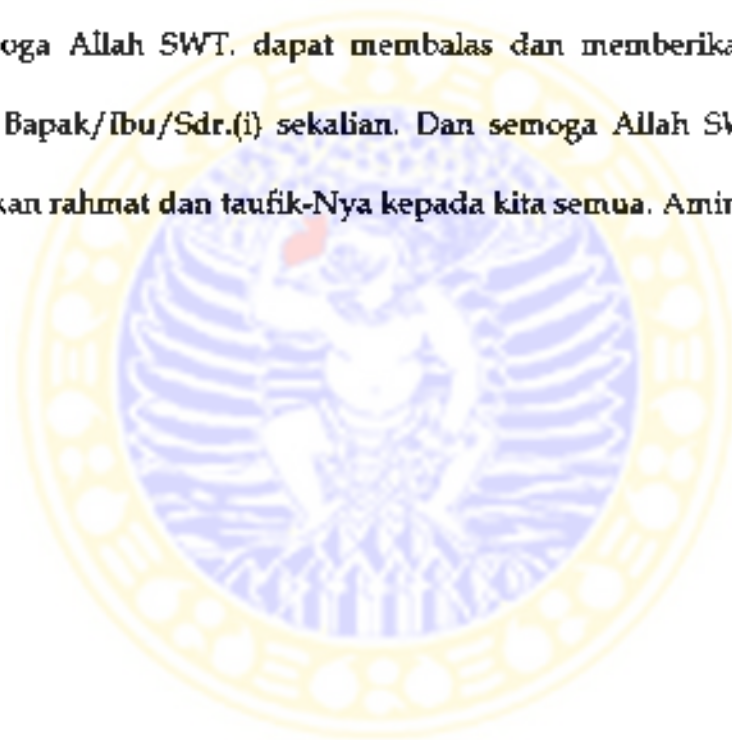 oga Allah SWT. dapat membalas dan memberika
Bapak/Ibu/Sdr.(i) sekalian. Dan semoga Allah SW
kan rahmat dan taufik-Nya kepada kita semua. Amin